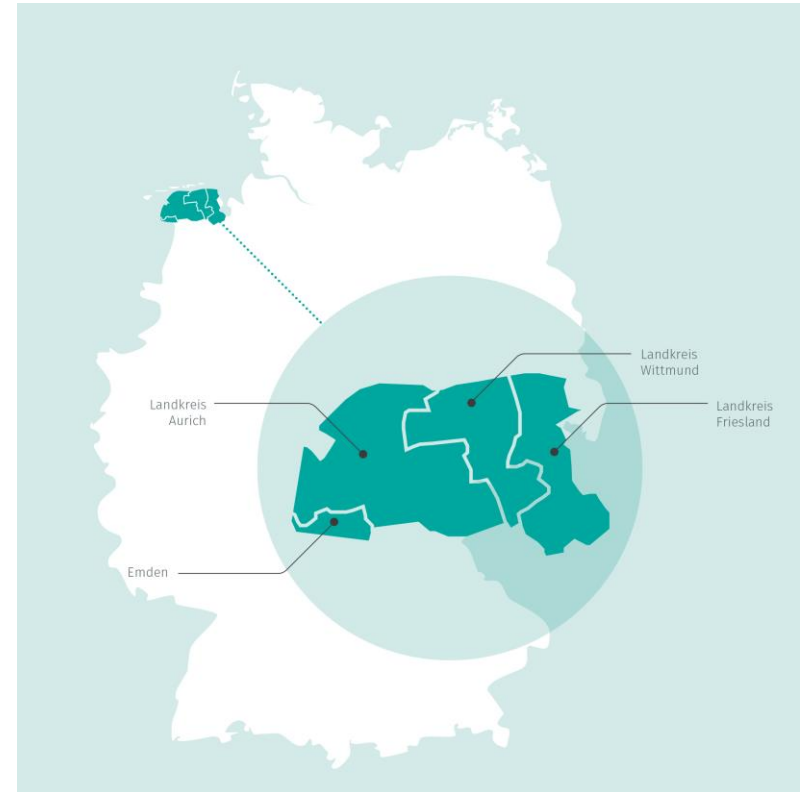 Landkreis
Wittmund
Landkreis
Aurich
Landkreis
Friesland
Emden